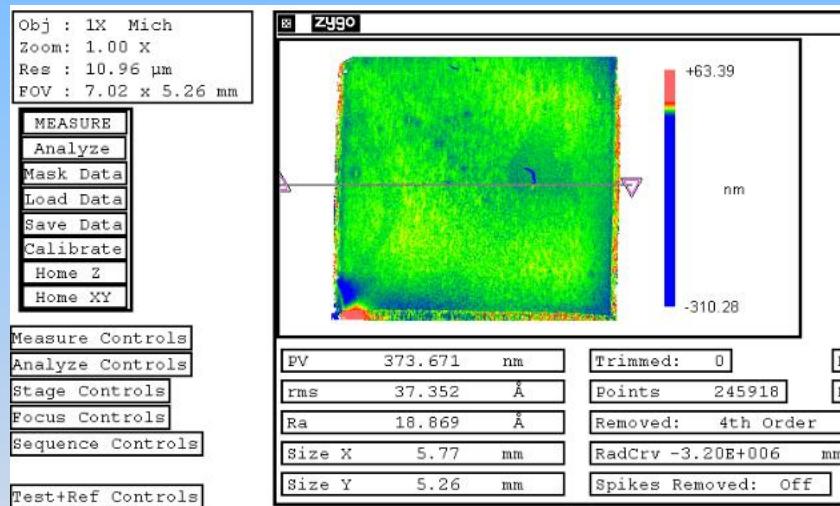 Obj : 1X Mich
Zoom: 1.00 X
Res : 10.96 µm
FOV : 7.02 x 5.26 mm
MEASURE
Analyze
Mask Data
Load Data
Save Data
Calibrate
Home Z
Home XY
Measure Controls
Analyze Controls
Stage Controls
Focus Controls
Sequence Controls
Test+Ref Controls
zygo
+63.39
nm
-310.28
PV 373.671 nm
rms 37.352 Å
Ra 18.869 Å
Size X 5.77 mm
Size Y 5.26 mm
Trimmed: 0
Points 245918
Removed: 4th Order
RadCrv -3.20E+006 mm
Spikes Removed: Off